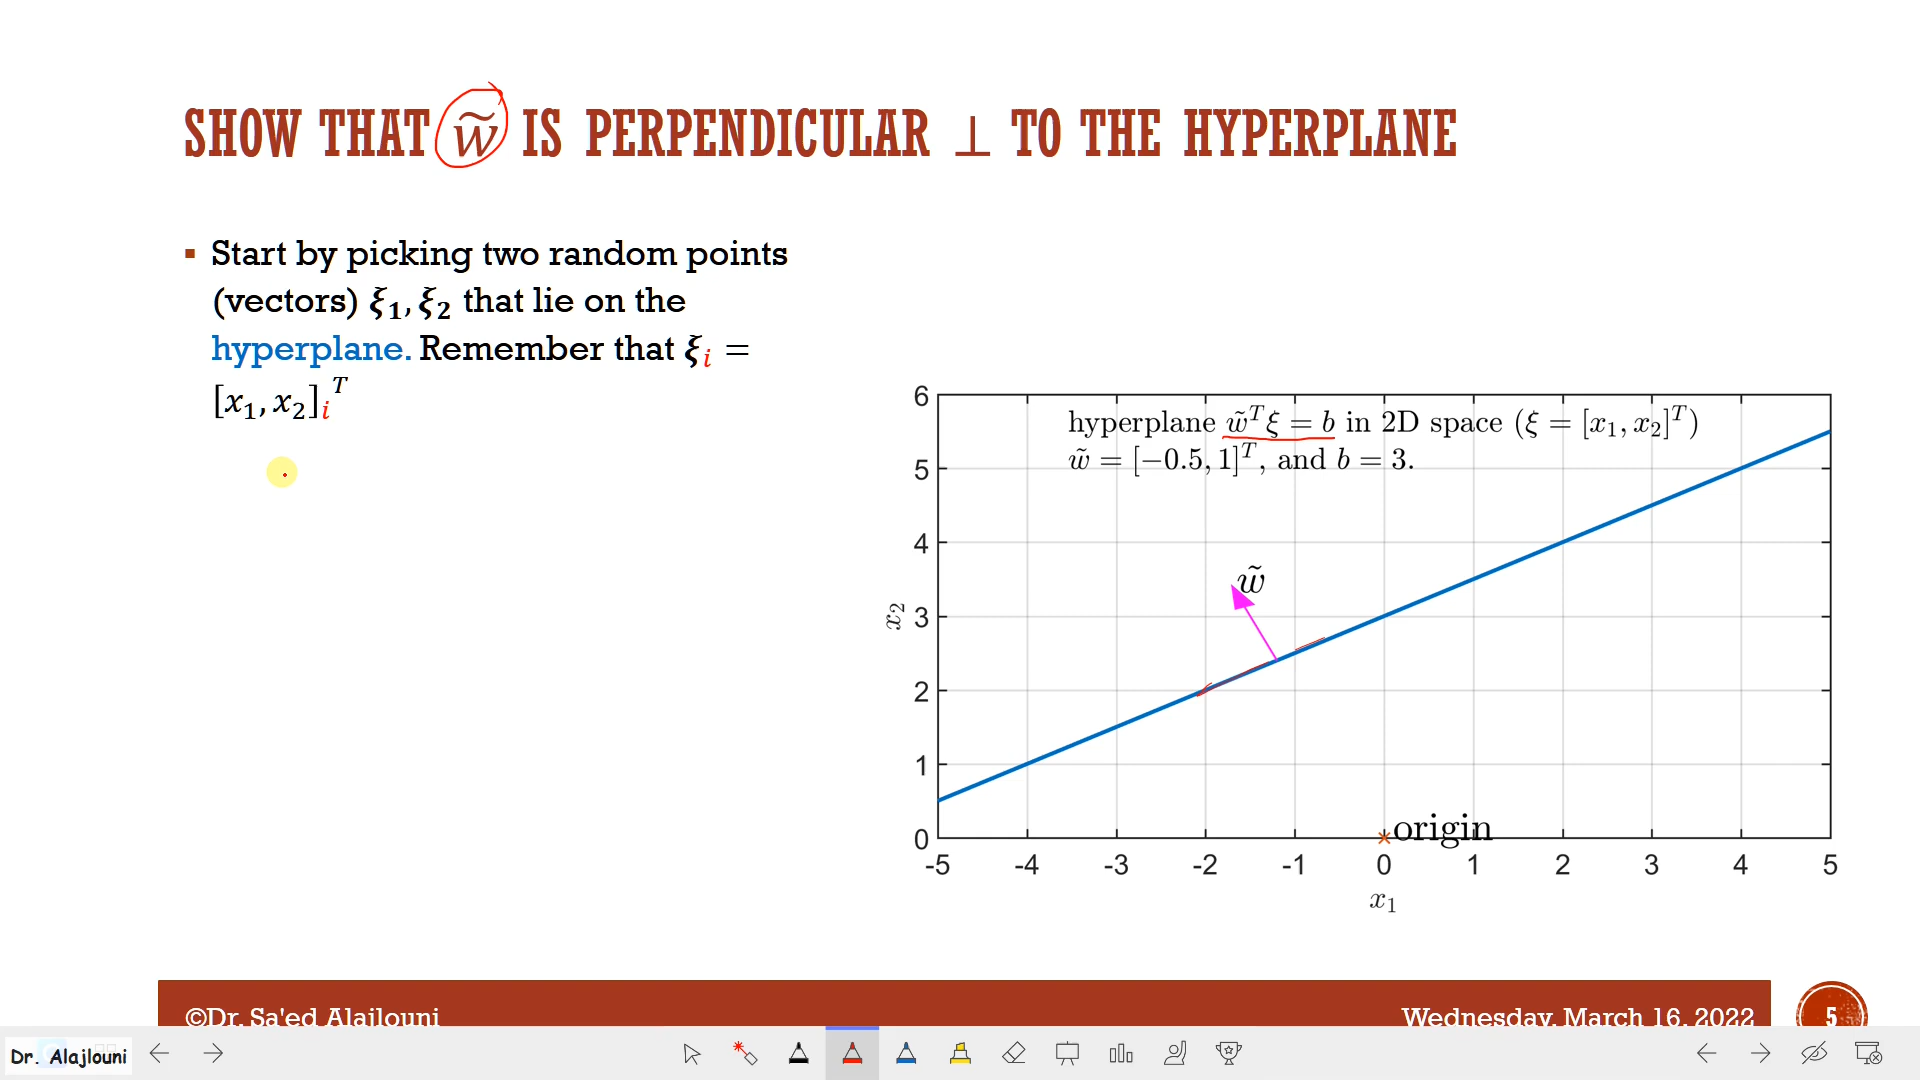 SHOW THAT w̃ IS PERPENDICULAR ⊥ TO THE HYPERPLANE
▪ Start by picking two random points
(vectors) ξ₁, ξ₂ that lie on the
hyperplane. Remember that ξᵢ =
[x₁, x₂]ᵢᵀ
hyperplane w̃ᵀξ = b in 2D space (ξ = [x₁, x₂]ᵀ)
w̃ = [−0.5, 1]ᵀ, and b = 3.
6
5
4
3
2
1
0
x₂
w̃
origin
-5 -4 -3 -2 -1 0 1 2 3 4 5
x₁
©Dr. Sa'ed Alajlouni
Wednesday, March 16, 2022
5
Dr. Alajlouni